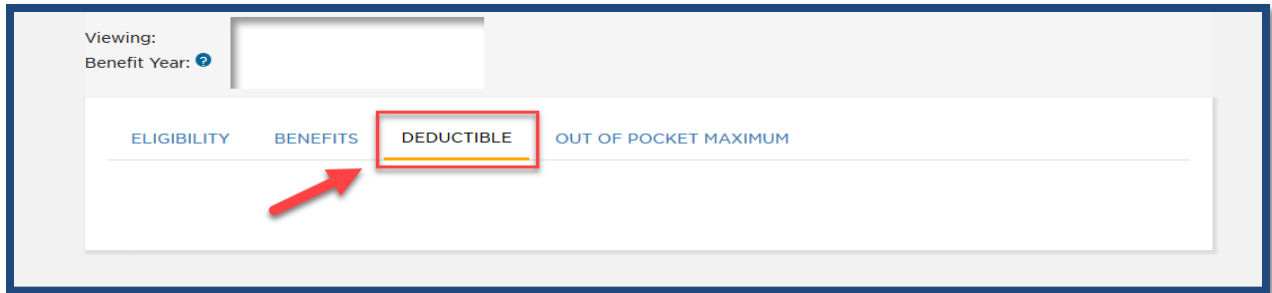 Viewing:
Benefit Year: ?
ELIGIBILITY BENEFITS DEDUCTIBLE OUT OF POCKET MAXIMUM